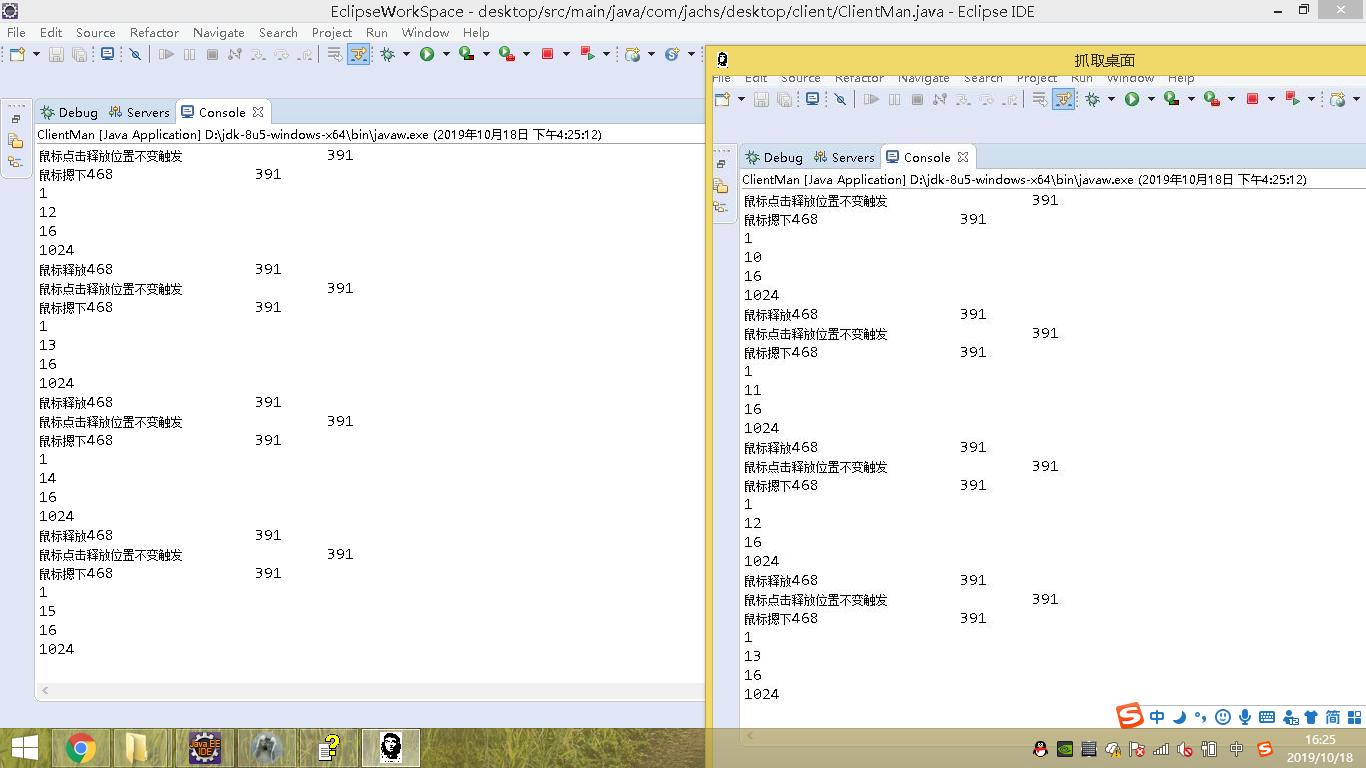 EclipseWorkSpace - desktop/src/main/java/com/jachs/desktop/client/ClientMan.java - Eclipse IDE
File Edit Source Refactor Navigate Search Project Run Window Help
Debug Servers Console
ClientMan [Java Application] D:\jdk-8u5-windows-x64\bin\javaw.exe (2019年10月18日 下午4:25:12)
鼠标点击释放位置不变触发 391
鼠标摁下468 391
1
12
16
1024
鼠标释放468 391
鼠标点击释放位置不变触发 391
鼠标摁下468 391
1
13
16
1024
鼠标释放468 391
鼠标点击释放位置不变触发 391
鼠标摁下468 391
1
14
16
1024
鼠标释放468 391
鼠标点击释放位置不变触发 391
鼠标摁下468 391
1
15
16
1024
抓取桌面
File Edit Source Refactor Navigate Search Project Run Window Help
Debug Servers Console
ClientMan [Java Application] D:\jdk-8u5-windows-x64\bin\javaw.exe (2019年10月18日 下午4:25:12)
鼠标点击释放位置不变触发 391
鼠标摁下468 391
1
10
16
1024
鼠标释放468 391
鼠标点击释放位置不变触发 391
鼠标摁下468 391
1
11
16
1024
鼠标释放468 391
鼠标点击释放位置不变触发 391
鼠标摁下468 391
1
12
16
1024
鼠标释放468 391
鼠标点击释放位置不变触发 391
鼠标摁下468 391
1
13
16
1024
S 中 简
Java EE
IDE
中 S
16:25
2019/10/18